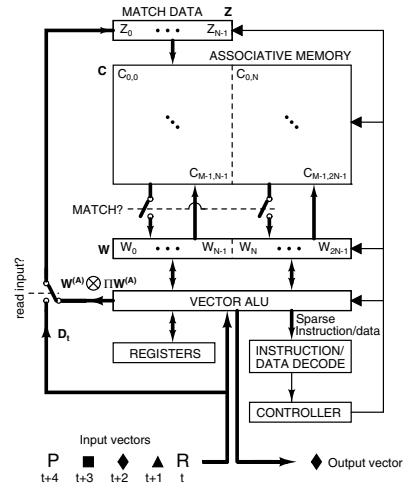 MATCH DATA Z
Z0 ••• ZN-1
ASSOCIATIVE MEMORY
C
C0,0 C0,N
CM-1,N-1 CM-1,2N-1
MATCH?
W W0 ••• WN-1 WN ••• W2N-1
read input?
W(A) ⊗ ΠW(A)
VECTOR ALU
Dt
Sparse
Instruction/data
REGISTERS
INSTRUCTION/
DATA DECODE
CONTROLLER
Input vectors
P ■ ♦ ▲ R
t+4 t+3 t+2 t+1 t
♦ Output vector